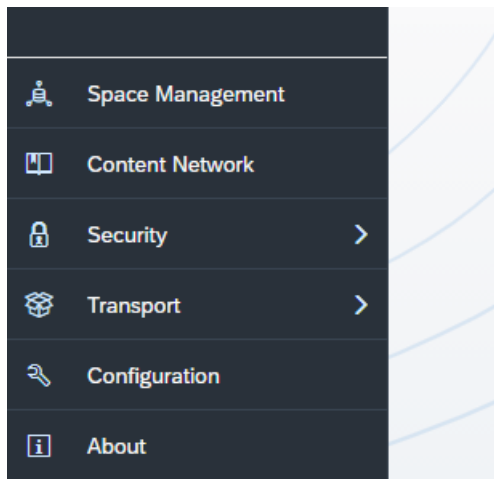 Space Management
Content Network
Security
Transport
Configuration
About